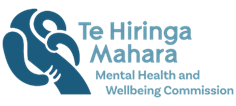 Te Hiringa
Mahara
Mental Health and
Wellbeing Commission